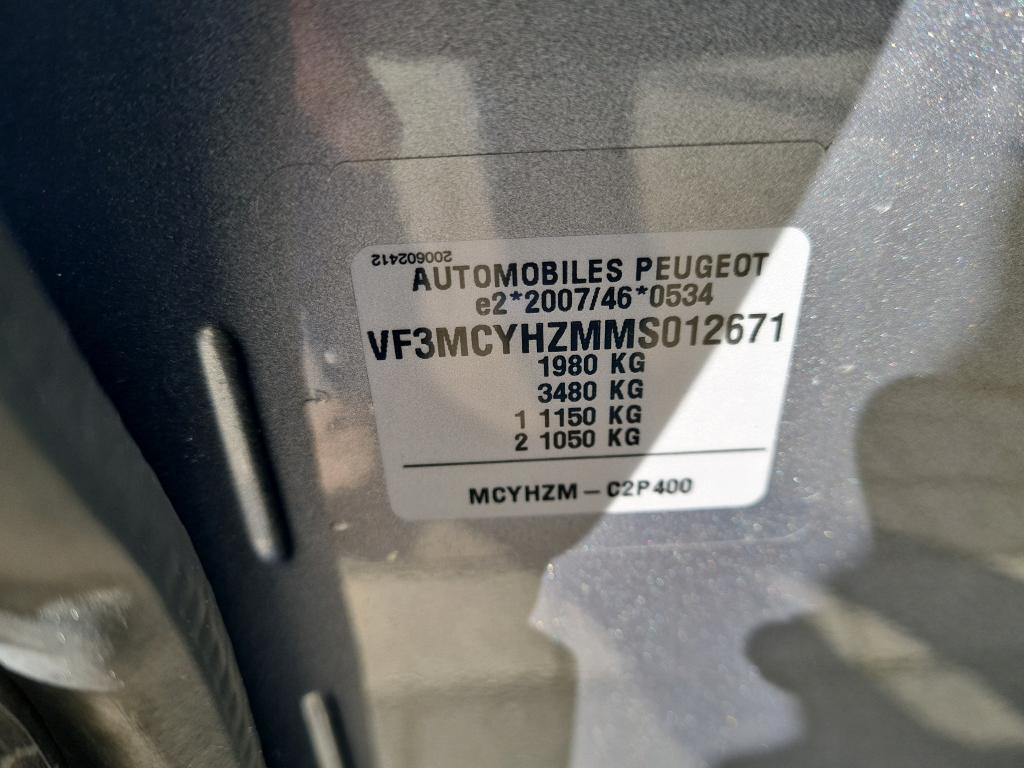 200602412
AUTOMOBILES PEUGEOT
e2*2007/46*0534
VF3MCYHZMMS012671
1980 KG
3480 KG
1 1150 KG
2 1050 KG
MCYHZM – C2P400